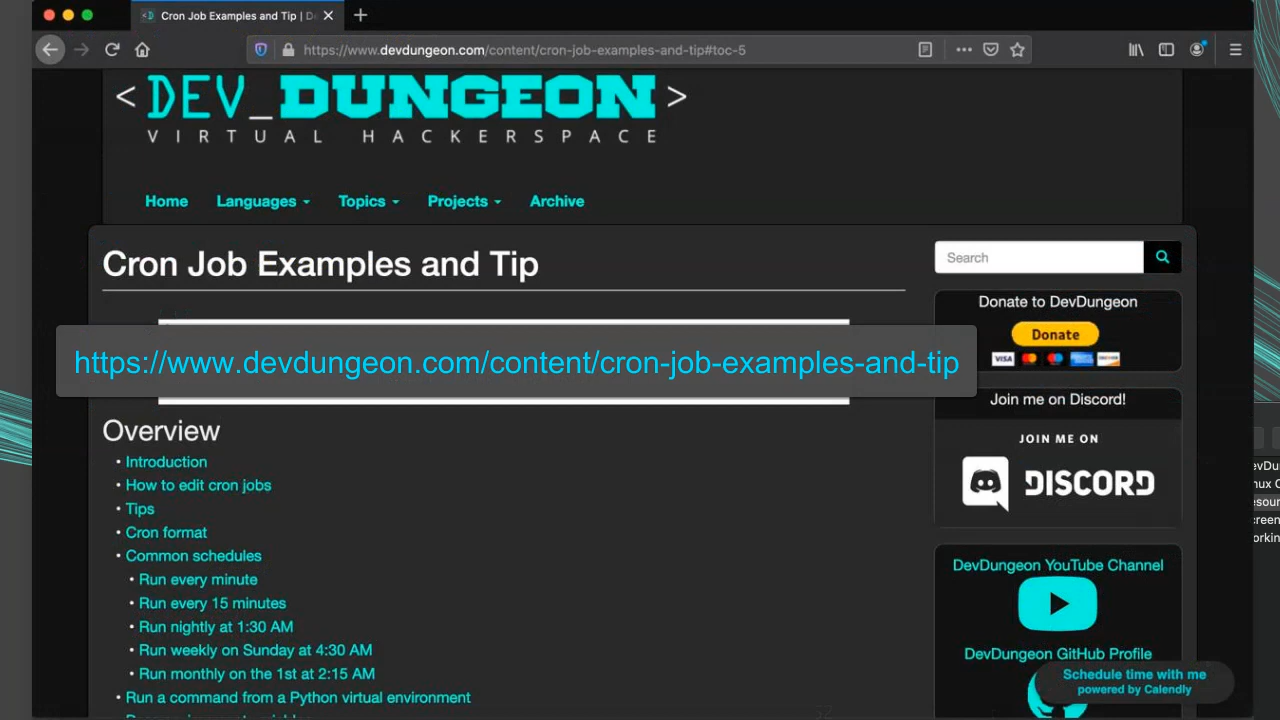 Cron Job Examples and Tip | De
https://www.devdungeon.com/content/cron-job-examples-and-tip#toc-5
< DEV_DUNGEON >
VIRTUAL HACKERSPACE
Home Languages Topics Projects Archive
Cron Job Examples and Tip
https://www.devdungeon.com/content/cron-job-examples-and-tip
Overview
• Introduction
• How to edit cron jobs
• Tips
• Cron format
• Common schedules
• Run every minute
• Run every 15 minutes
• Run nightly at 1:30 AM
• Run weekly on Sunday at 4:30 AM
• Run monthly on the 1st at 2:15 AM
• Run a command from a Python virtual environment
Search
Donate to DevDungeon
Donate
VISA
Join me on Discord!
JOIN ME ON
DISCORD
DevDungeon YouTube Channel
DevDungeon GitHub Profile
Schedule time with me
powered by Calendly